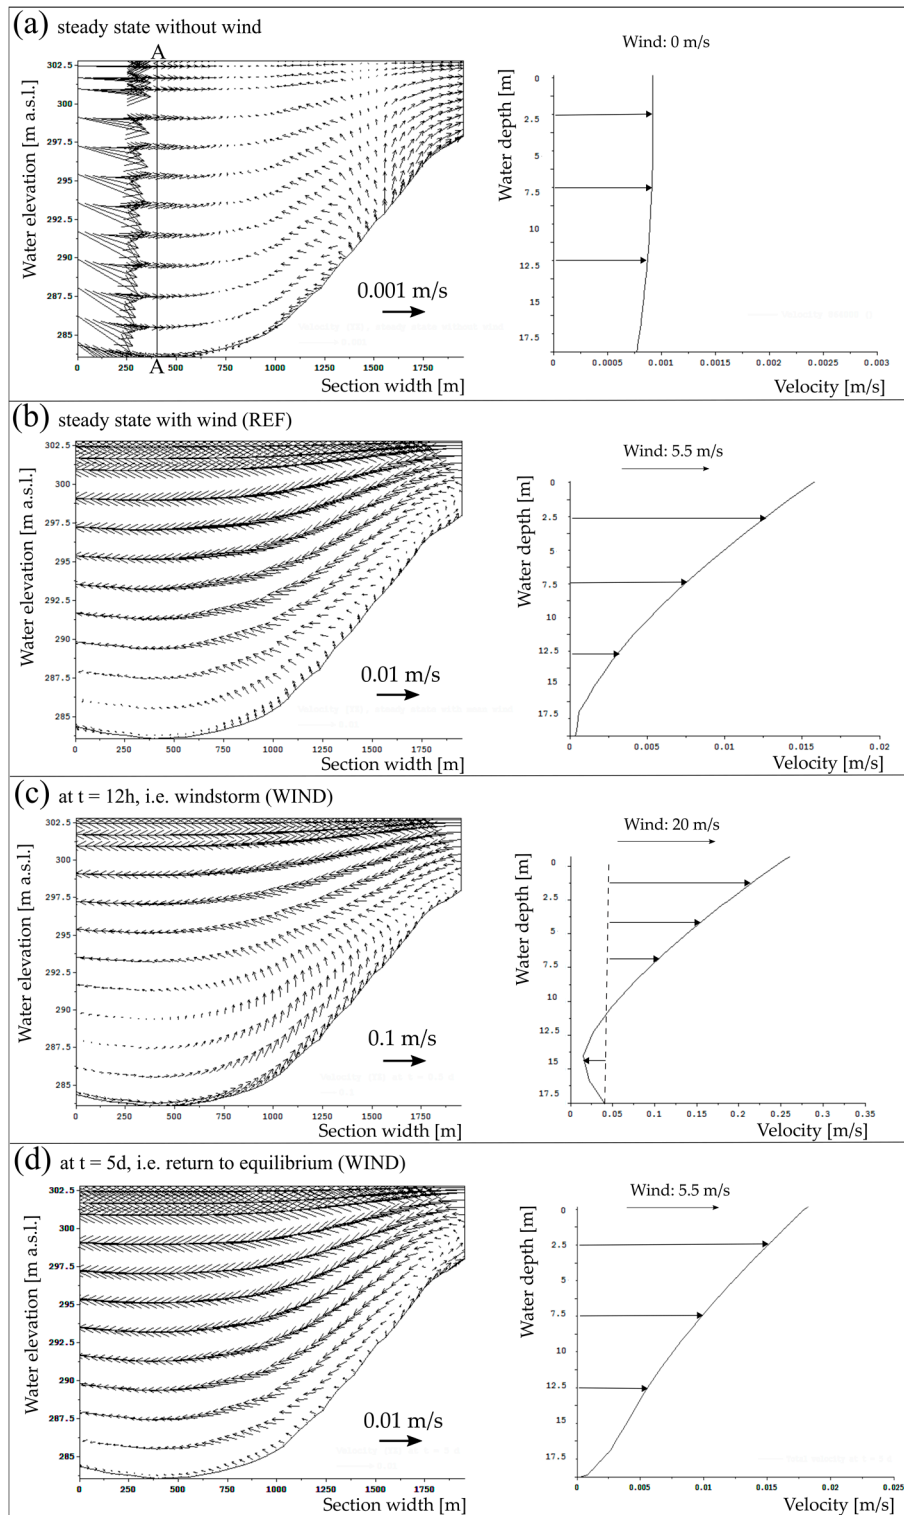 (a) steady state without wind
A
302.5
300
297.5
295
292.5
290
287.5
285
Water elevation [m a.s.l.]
0.001 m/s
A
0 250 500 750 1000 1250 1500 1750
Section width [m]
Wind: 0 m/s
Water depth [m]
0
2.5
5
7.5
10
12.5
15
17.5
0 0.0005 0.001 0.0015 0.002 0.0025 0.003
Velocity [m/s]
(b) steady state with wind (REF)
302.5
300
297.5
295
292.5
290
287.5
285
Water elevation [m a.s.l.]
0.01 m/s
0 250 500 750 1000 1250 1500 1750
Section width [m]
Wind: 5.5 m/s
Water depth [m]
0
2.5
5
7.5
10
12.5
15
17.5
0 0.005 0.01 0.015 0.02
Velocity [m/s]
(c) at t = 12h, i.e. windstorm (WIND)
302.5
300
297.5
295
292.5
290
287.5
285
Water elevation [m a.s.l.]
0.1 m/s
0 250 500 750 1000 1250 1500 1750
Section width [m]
Wind: 20 m/s
Water depth [m]
0
2.5
5
7.5
10
12.5
15
17.5
0 0.05 0.1 0.15 0.2 0.25 0.3 0.35
Velocity [m/s]
(d) at t = 5d, i.e. return to equilibrium (WIND)
302.5
300
297.5
295
292.5
290
287.5
285
Water elevation [m a.s.l.]
0.01 m/s
0 250 500 750 1000 1250 1500 1750
Section width [m]
Wind: 5.5 m/s
Water depth [m]
0
2.5
5
7.5
10
12.5
15
17.5
0 0.005 0.01 0.015 0.02 0.025
Velocity [m/s]